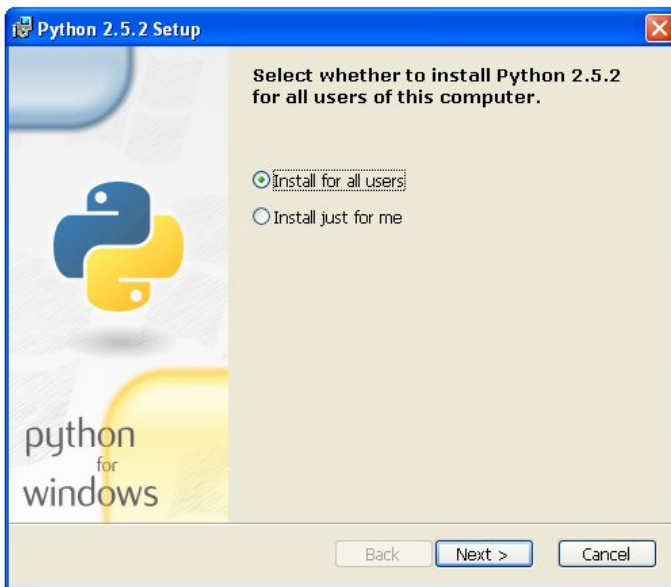 Python 2.5.2 Setup
Select whether to install Python 2.5.2
for all users of this computer.
Install for all users
Install just for me
python
for
windows
Back
Next >
Cancel